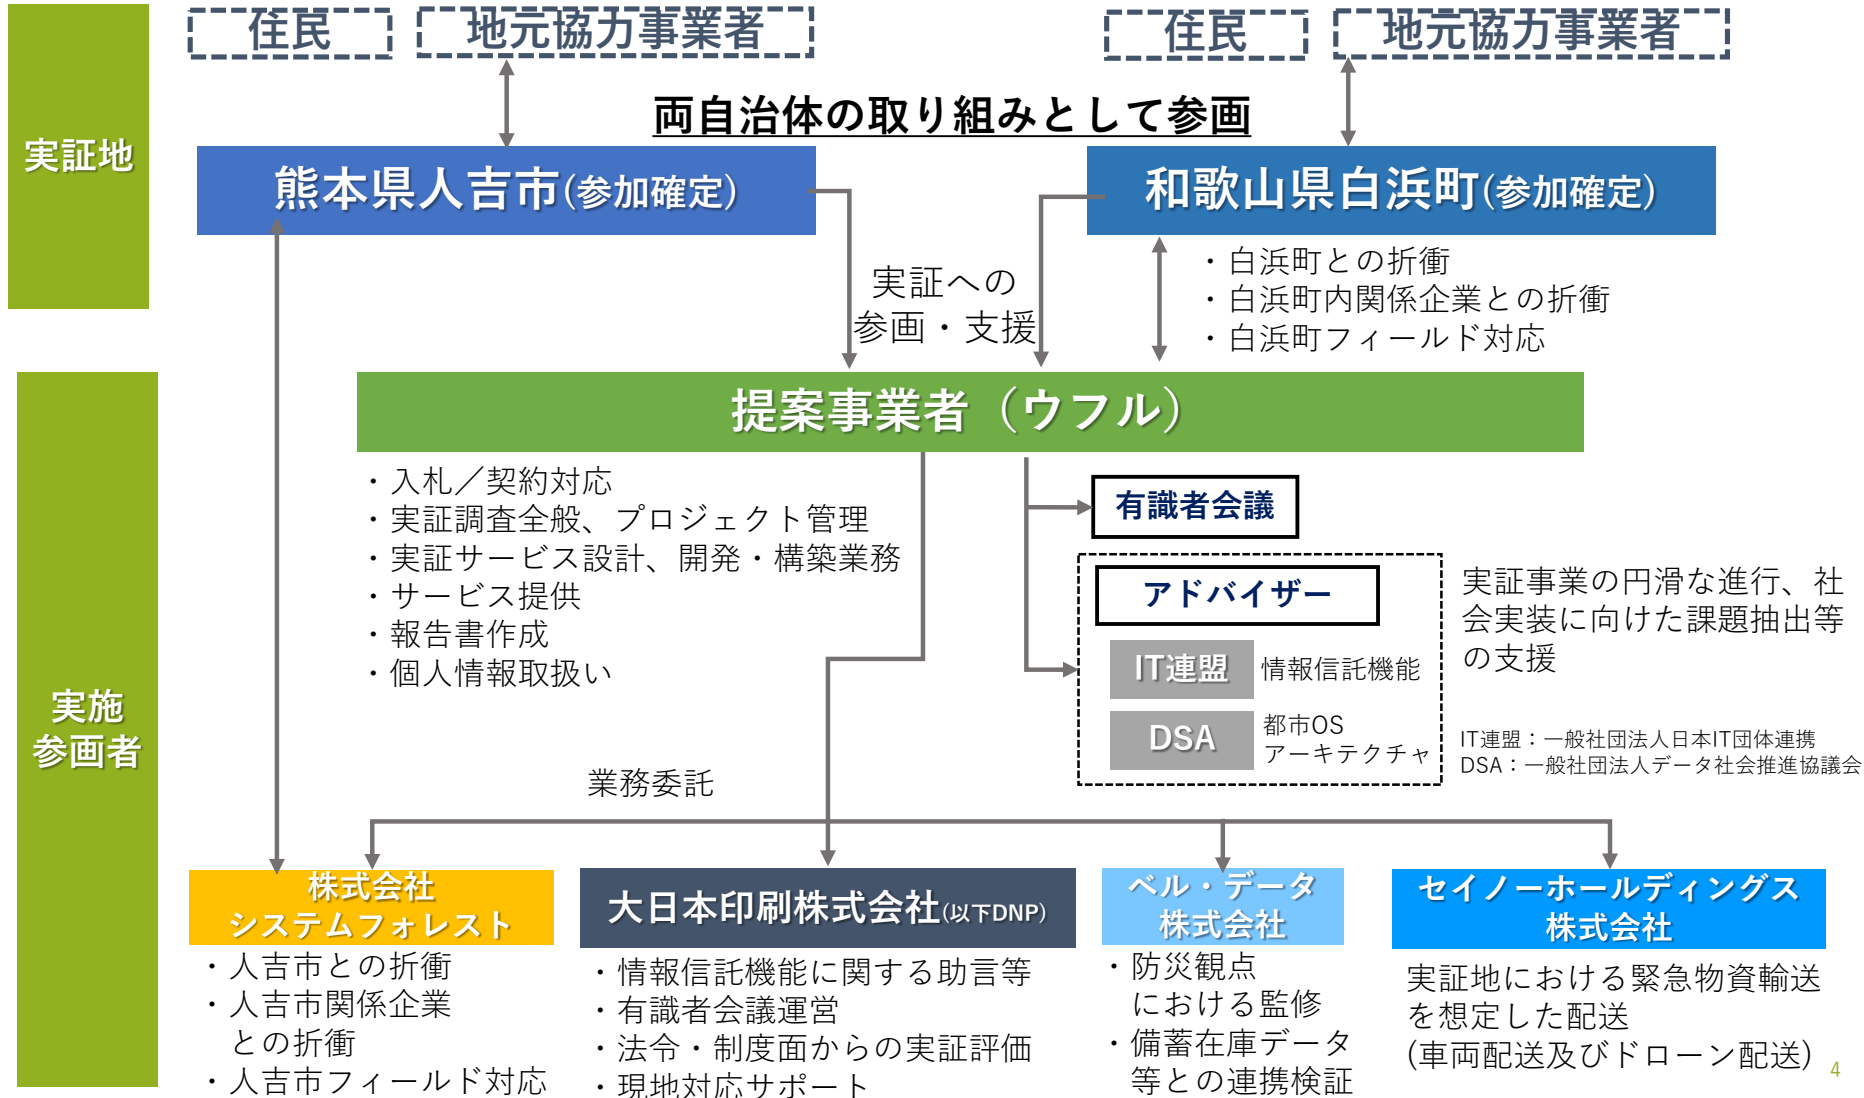 住民
地元協力事業者
住民
地元協力事業者
両自治体の取り組みとして参画
実証地
熊本県人吉市(参加確定)
和歌山県白浜町(参加確定)
実証への
参画・支援
・白浜町との折衝
・白浜町内関係企業との折衝
・白浜町フィールド対応
提案事業者（ウフル）
・入札／契約対応
・実証調査全般、プロジェクト管理
・実証サービス設計、開発・構築業務
・サービス提供
・報告書作成
・個人情報取扱い
有識者会議
アドバイザー
IT連盟
情報信託機能
DSA
都市OS
アーキテクチャ
実証事業の円滑な進行、社
会実装に向けた課題抽出等
の支援
IT連盟：一般社団法人日本IT団体連携
DSA：一般社団法人データ社会推進協議会
実施
参画者
業務委託
株式会社
システムフォレスト
・人吉市との折衝
・人吉市関係企業
との折衝
・人吉市フィールド対応
大日本印刷株式会社(以下DNP)
・情報信託機能に関する助言等
・有識者会議運営
・法令・制度面からの実証評価
・現地対応サポート
ベル・データ
株式会社
・防災観点
における監修
・備蓄在庫データ
等との連携検証
セイノーホールディングス
株式会社
実証地における緊急物資輸送
を想定した配送
(車両配送及びドローン配送)
4